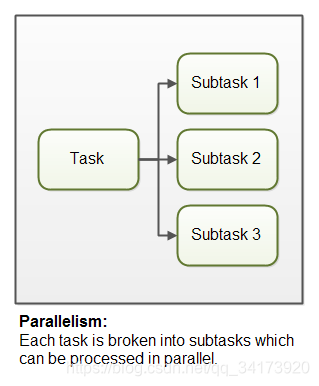 Subtask 1
Task
Subtask 2
Subtask 3
Parallelism:
Each task is broken into subtasks which
can be processed in parallel.
https://blog.csdn.net/qq_34173920